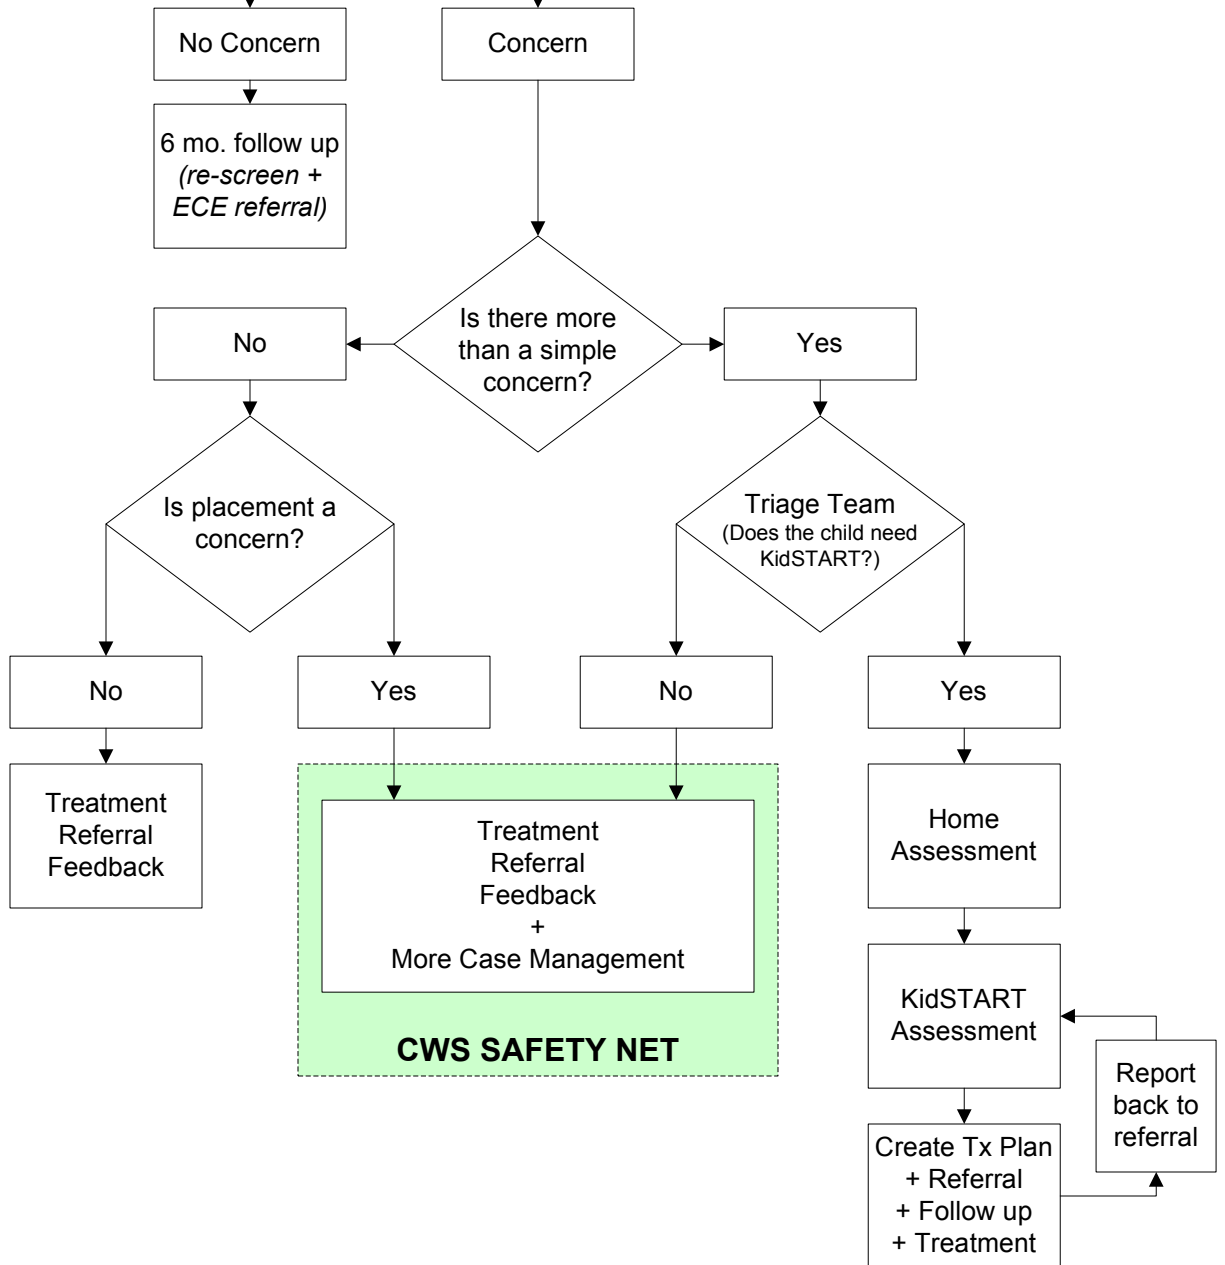 No Concern
Concern
6 mo. follow up
(re-screen +
ECE referral)
Is there more
than a simple
concern?
No
Yes
Is placement a
concern?
Triage Team
(Does the child need
KidSTART?)
No
Yes
No
Yes
Treatment
Referral
Feedback
Treatment
Referral
Feedback
+
More Case Management
CWS SAFETY NET
Home
Assessment
KidSTART
Assessment
Report
back to
referral
Create Tx Plan
+ Referral
+ Follow up
+ Treatment